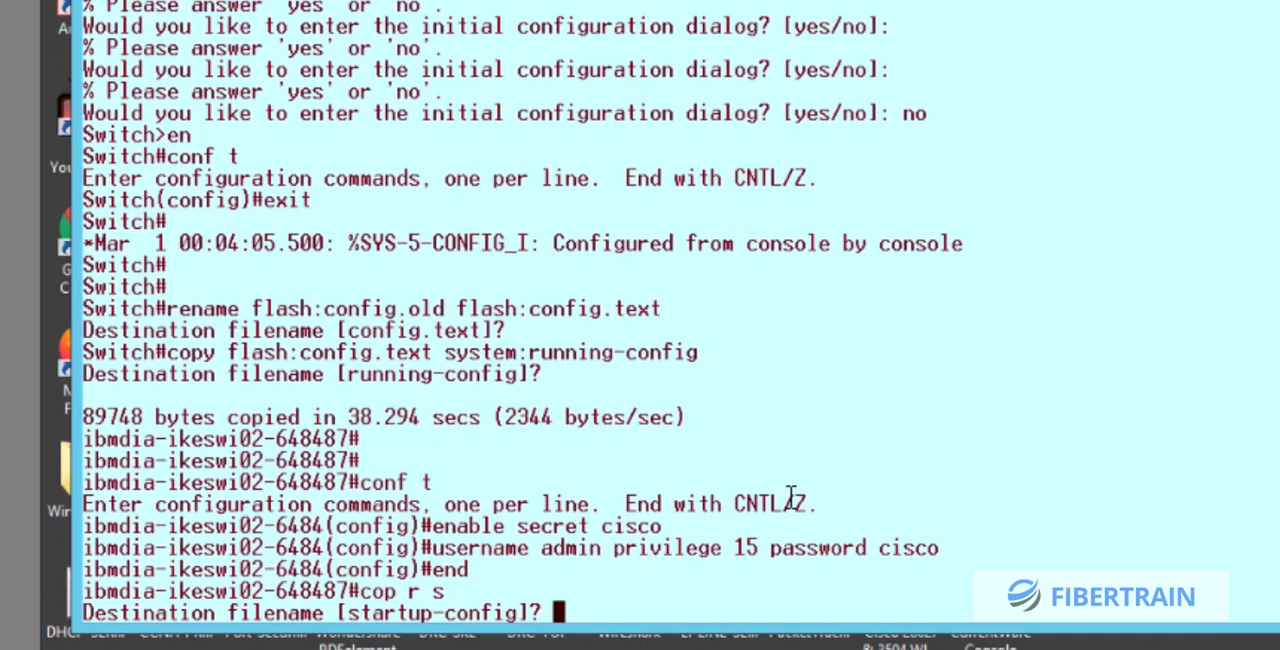 % Please answer 'yes' or 'no'.
Would you like to enter the initial configuration dialog? [yes/no]:
% Please answer 'yes' or 'no'.
Would you like to enter the initial configuration dialog? [yes/no]:
% Please answer 'yes' or 'no'.
Would you like to enter the initial configuration dialog? [yes/no]: no
Switch>en
Switch#conf t
Enter configuration commands, one per line.  End with CNTL/Z.
Switch(config)#exit
Switch#
*Mar  1 00:04:05.500: %SYS-5-CONFIG_I: Configured from console by console
Switch#
Switch#
Switch#rename flash:config.old flash:config.text
Destination filename [config.text]?
Switch#copy flash:config.text system:running-config
Destination filename [running-config]?
89748 bytes copied in 38.294 secs (2344 bytes/sec)
ibmdia-ikeswi02-648487#
ibmdia-ikeswi02-648487#
ibmdia-ikeswi02-648487#conf t
Enter configuration commands, one per line.  End with CNTL/Z.
ibmdia-ikeswi02-6484(config)#enable secret cisco
ibmdia-ikeswi02-6484(config)#username admin privilege 15 password cisco
ibmdia-ikeswi02-6484(config)#end
ibmdia-ikeswi02-648487#cop r s
Destination filename [startup-config]?
FIBERTRAIN